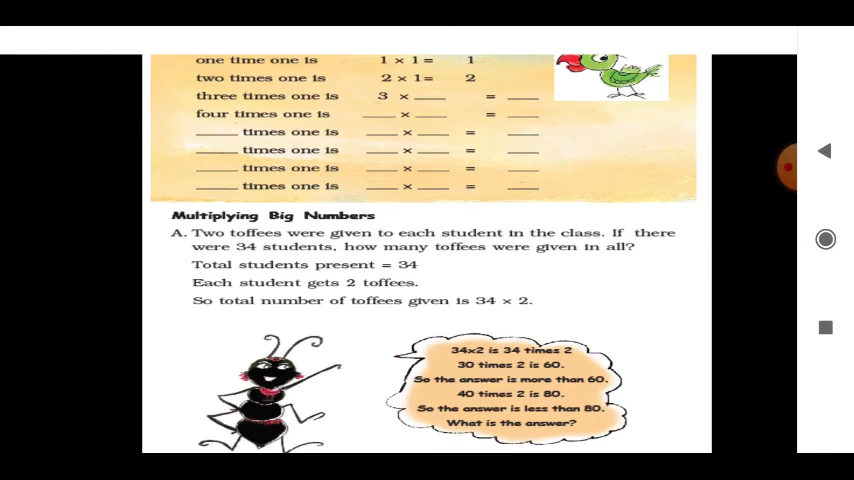 one time one is 1 × 1 = 1
two times one is 2 × 1= 2
three times one is 3 × ____ = ____
four times one is ____ × ____ = ____
____ times one is ____ × ____ = ____
____ times one is ____ × ____ = ____
____ times one is ____ × ____ = ____
____ times one is ____ × ____ = ____
Multiplying Big Numbers
A. Two toffees were given to each student in the class. If there
were 34 students, how many toffees were given in all?
Total students present = 34
Each student gets 2 toffees.
So total number of toffees given is 34 × 2.
34×2 is 34 times 2
30 times 2 is 60.
So the answer is more than 60.
40 times 2 is 80.
So the answer is less than 80.
What is the answer?